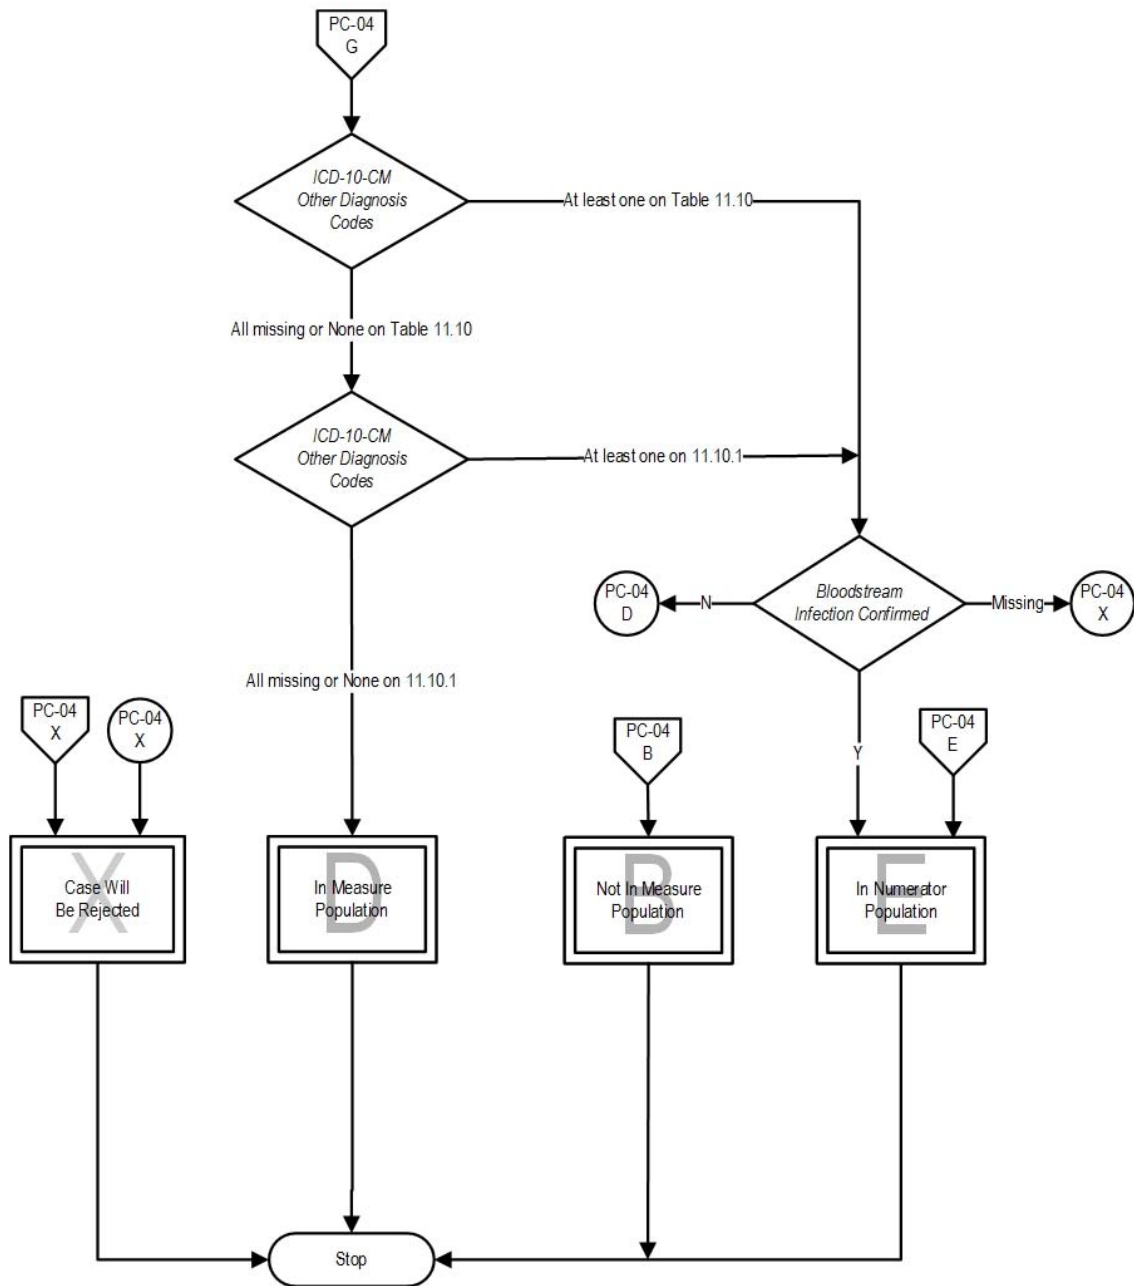 PC-04
G
ICD-10-CM
Other Diagnosis
Codes
At least one on Table 11.10
All missing or None on Table 11.10
ICD-10-CM
Other Diagnosis
Codes
At least one on 11.10.1
PC-04
D
N
Bloodstream
Infection Confirmed
Missing
PC-04
X
All missing or None on 11.10.1
PC-04
X
PC-04
X
PC-04
B
Y
PC-04
E
X
Case Will
Be Rejected
D
In Measure
Population
B
Not In Measure
Population
E
In Numerator
Population
Stop